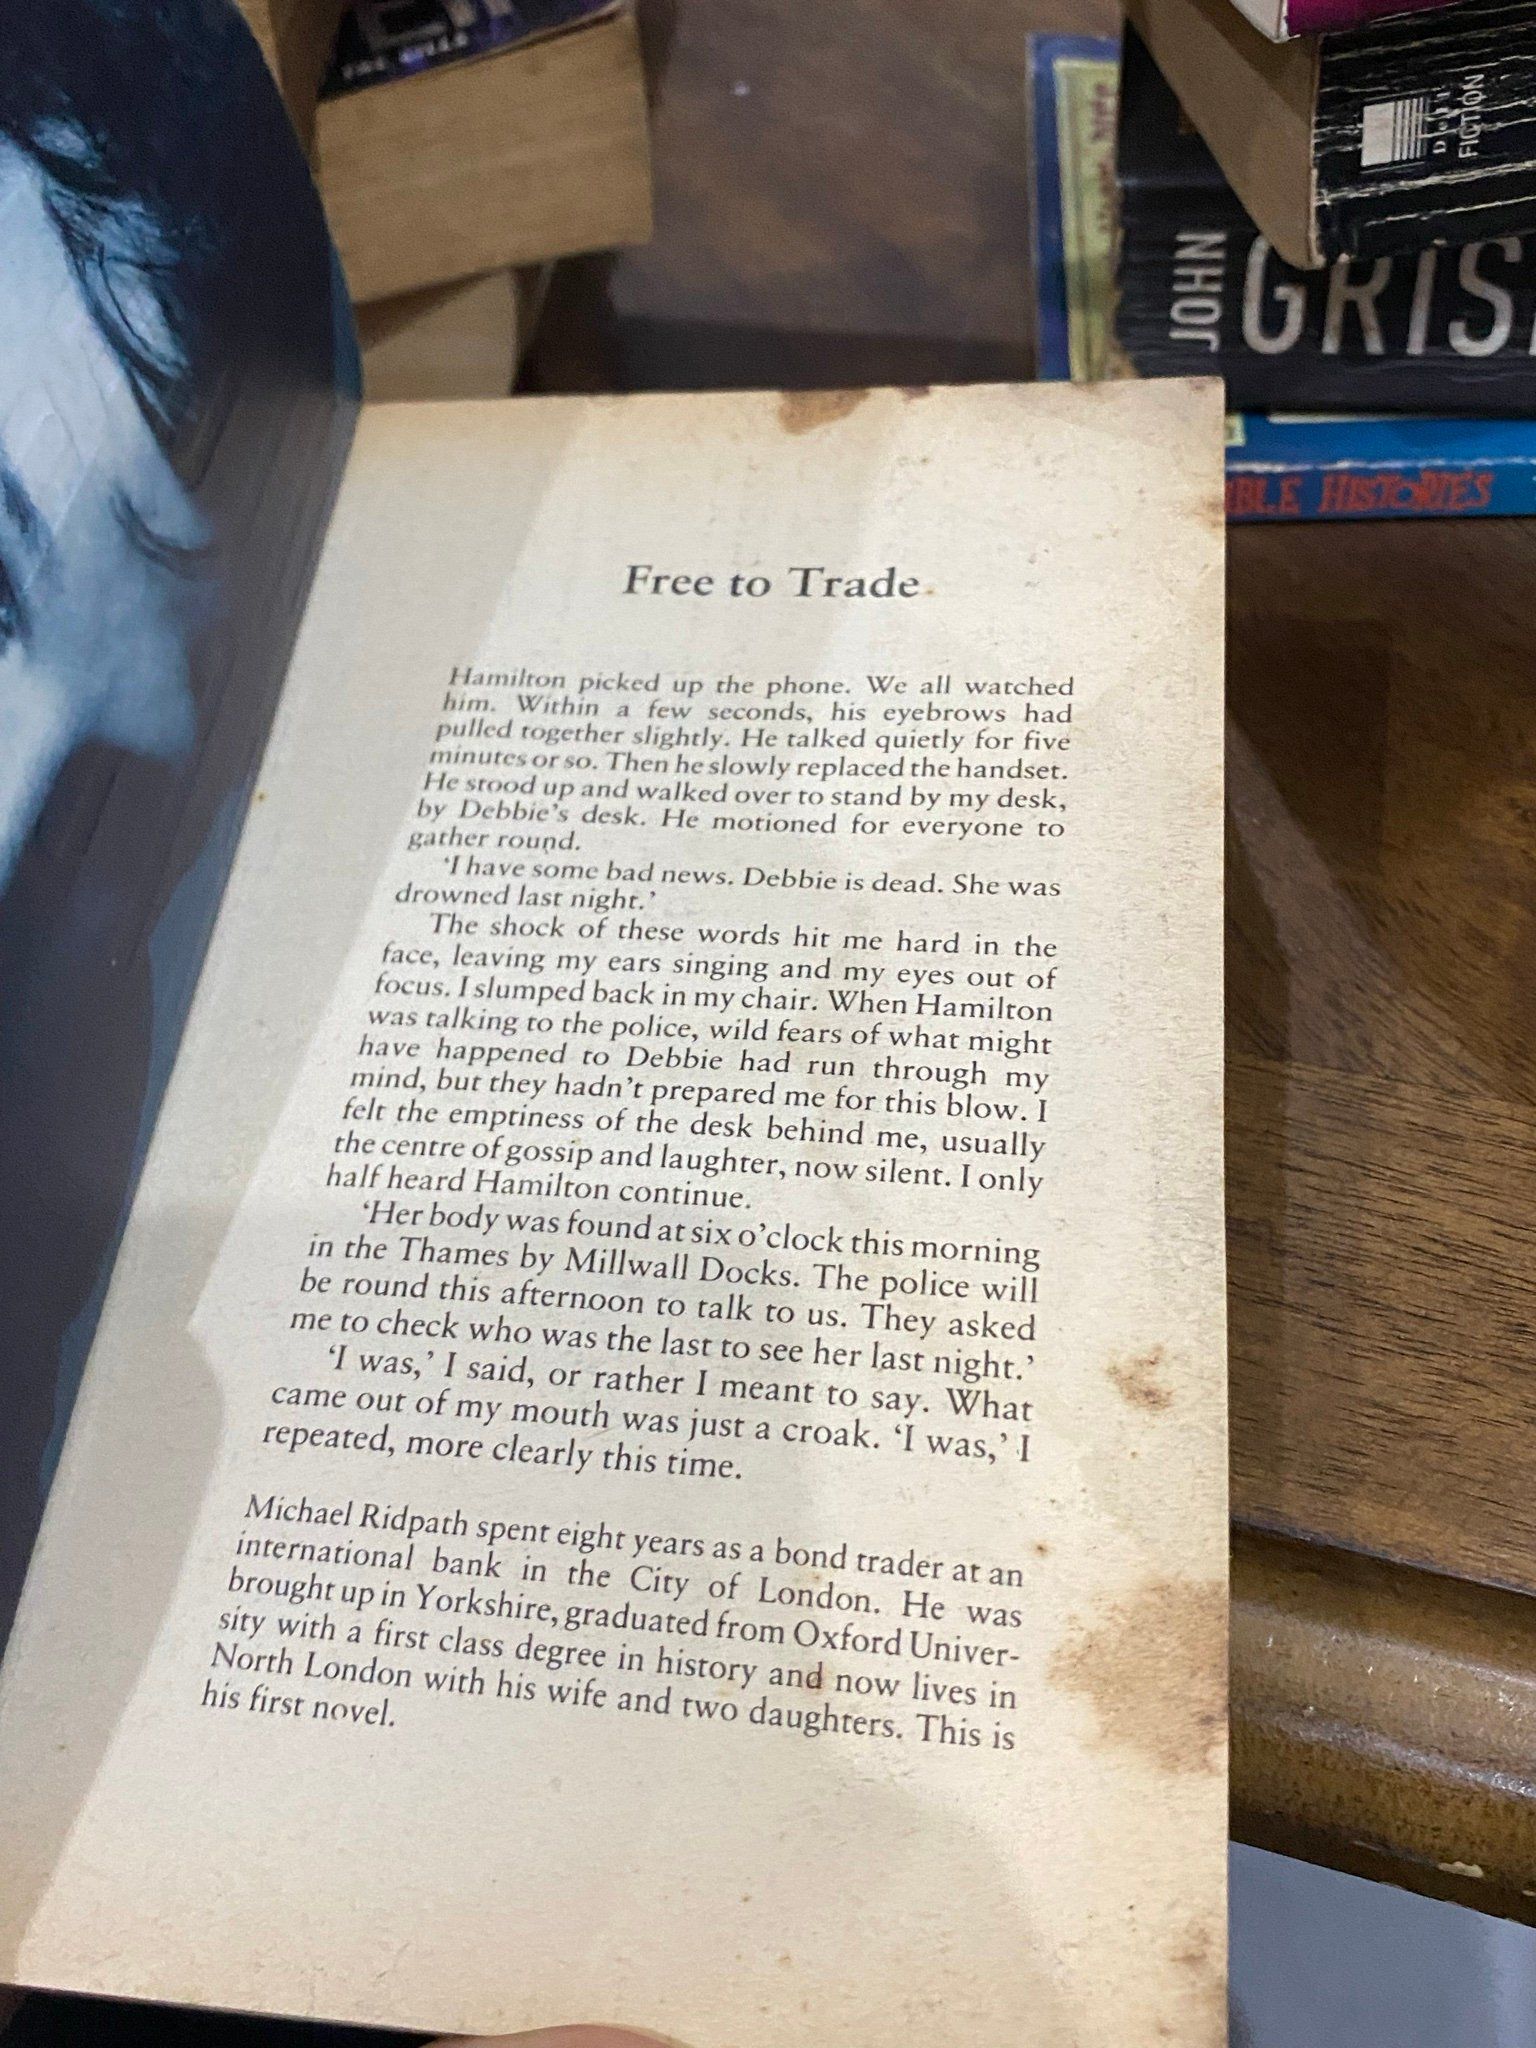 THE HILLS
Dell
FICTION
JOHN
GRIS
IBLE HISTORIES
Free to Trade
Hamilton picked up the phone. We all watched
him. Within a few seconds, his eyebrows had
pulled together slightly. He talked quietly for five
minutes or so. Then he slowly replaced the handset.
He stood up and walked over to stand by my desk,
by Debbie's desk. He motioned for everyone to
gather round.
'I have some bad news. Debbie is dead. She was
drowned last night.'
The shock of these words hit me hard in the
face, leaving my ears singing and my eyes out of
focus. I slumped back in my chair. When Hamilton
was talking to the police, wild fears of what might
have happened to Debbie had run through my
mind, but they hadn't prepared me for this blow. I
felt the emptiness of the desk behind me, usually
the centre of gossip and laughter, now silent. I only
half heard Hamilton continue.
'Her body was found at six o'clock this morning
in the Thames by Millwall Docks. The police will
be round this afternoon to talk to us. They asked
me to check who was the last to see her last night.'
'I was,' I said, or rather I meant to say. What
came out of my mouth was just a croak. 'I was,' I
repeated, more clearly this time.
Michael Ridpath spent eight years as a bond trader at an
international bank in the City of London. He was
brought up in Yorkshire, graduated from Oxford Univer-
sity with a first class degree in history and now lives in
North London with his wife and two daughters. This is
his first novel.